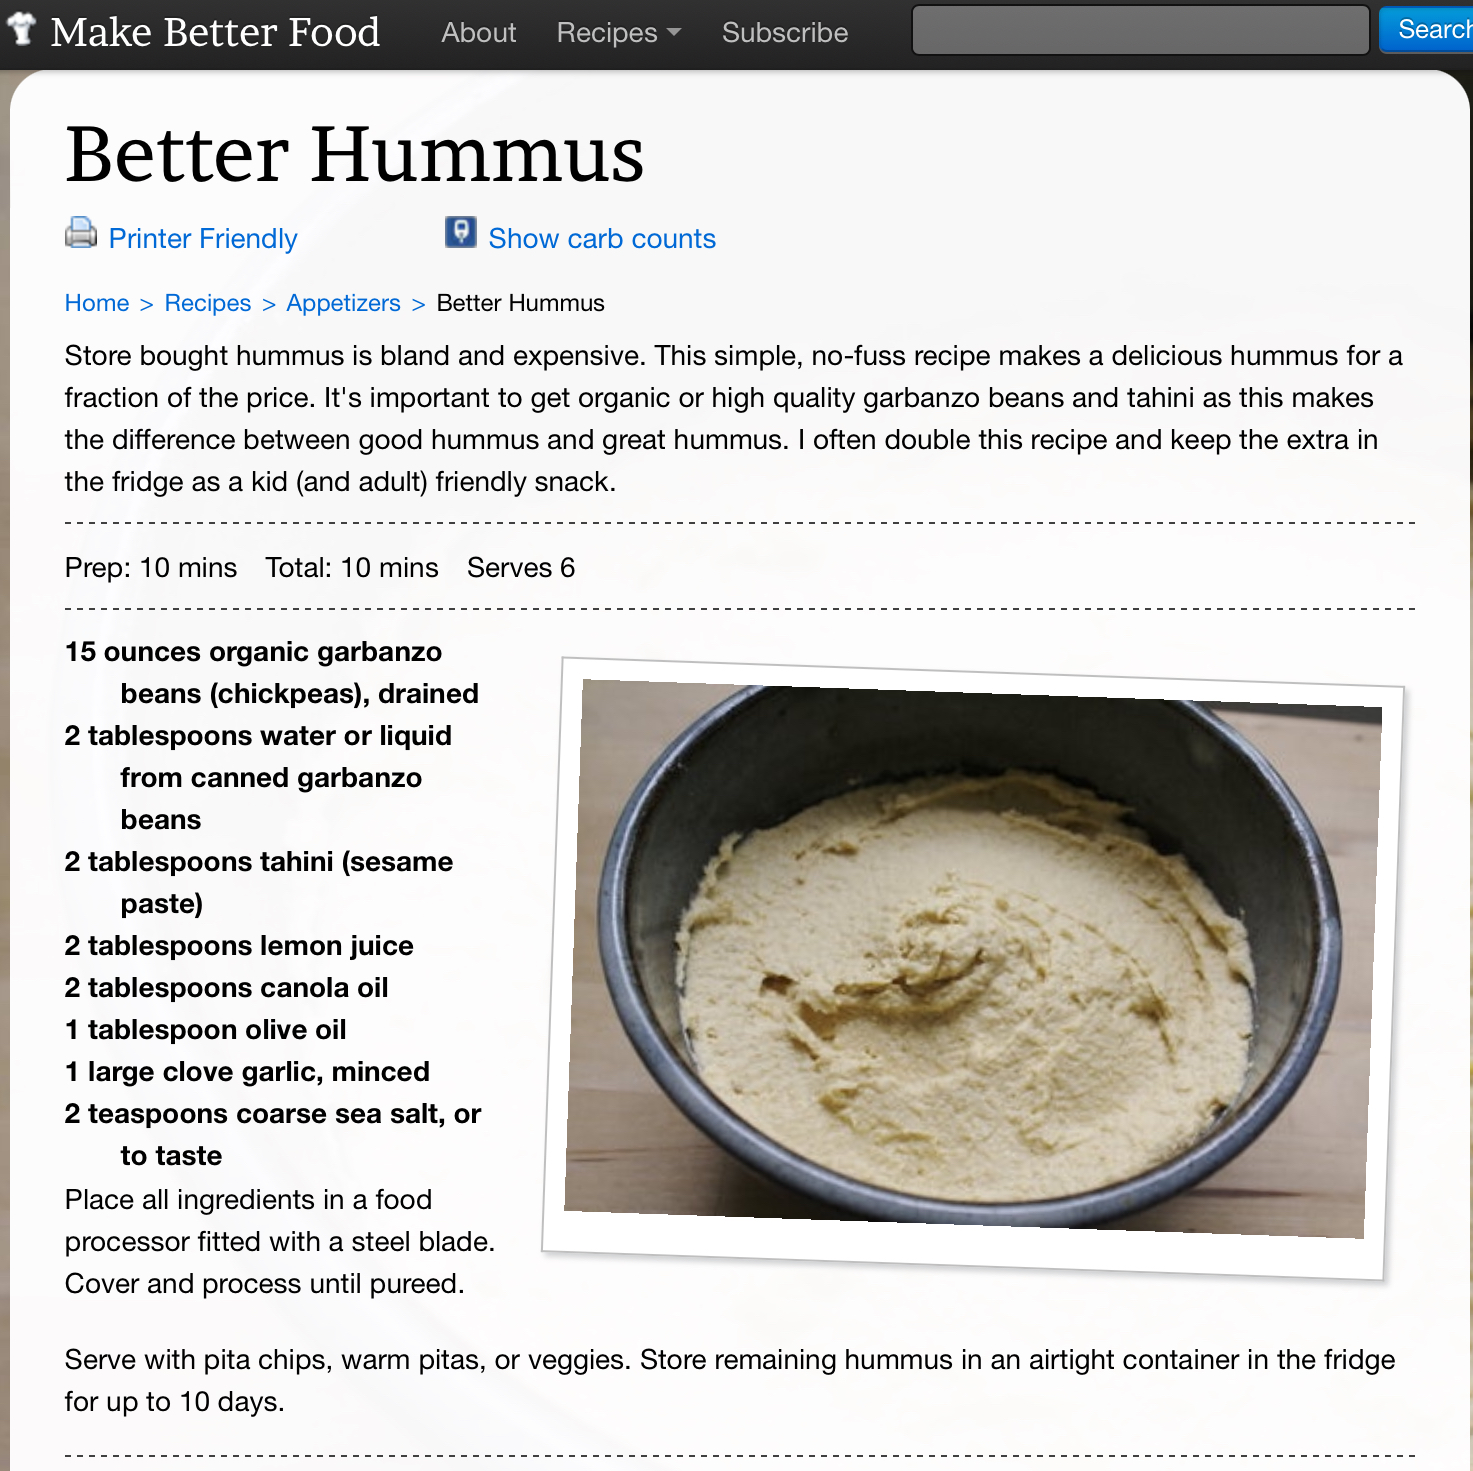 Make Better Food About Recipes Subscribe Search
Better Hummus
Printer Friendly Show carb counts
Home > Recipes > Appetizers > Better Hummus
Store bought hummus is bland and expensive. This simple, no-fuss recipe makes a delicious hummus for a
fraction of the price. It's important to get organic or high quality garbanzo beans and tahini as this makes
the difference between good hummus and great hummus. I often double this recipe and keep the extra in
the fridge as a kid (and adult) friendly snack.
Prep: 10 mins Total: 10 mins Serves 6
15 ounces organic garbanzo
beans (chickpeas), drained
2 tablespoons water or liquid
from canned garbanzo
beans
2 tablespoons tahini (sesame
paste)
2 tablespoons lemon juice
2 tablespoons canola oil
1 tablespoon olive oil
1 large clove garlic, minced
2 teaspoons coarse sea salt, or
to taste
Place all ingredients in a food
processor fitted with a steel blade.
Cover and process until pureed.
Serve with pita chips, warm pitas, or veggies. Store remaining hummus in an airtight container in the fridge
for up to 10 days.